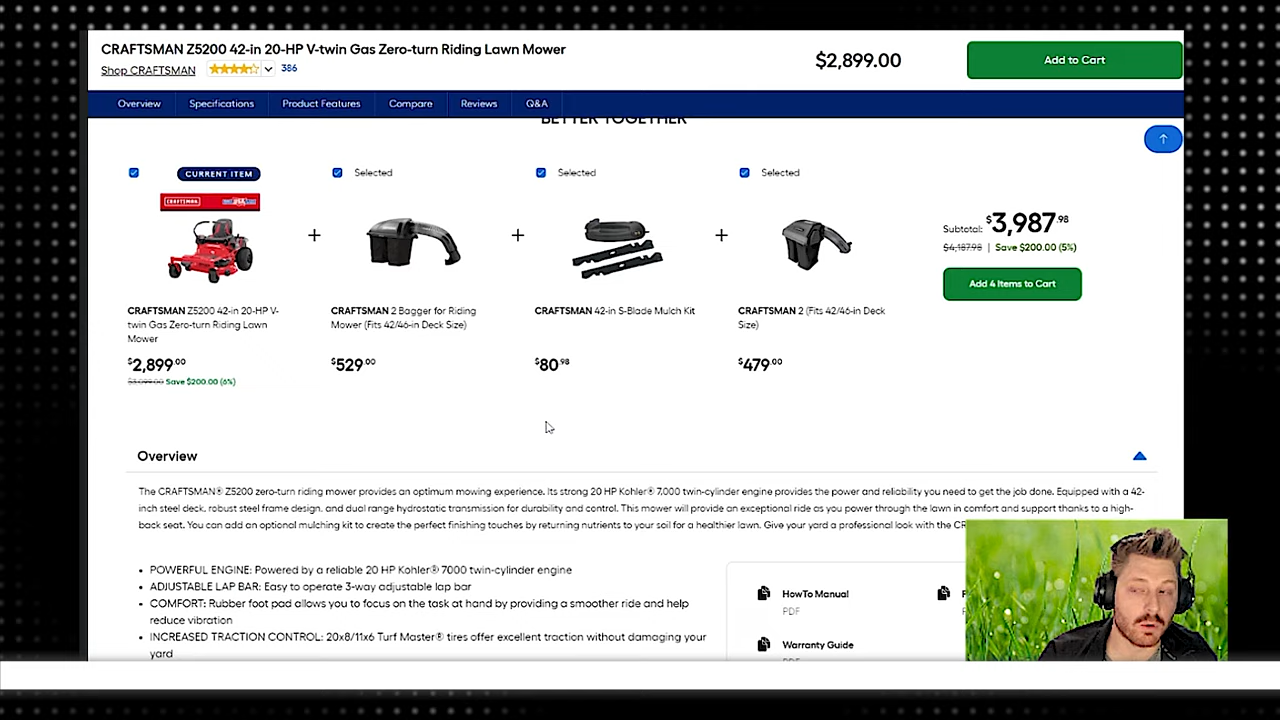 CRAFTSMAN Z5200 42-in 20-HP V-twin Gas Zero-turn Riding Lawn Mower
Shop CRAFTSMAN
386
$2,899.00
Add to Cart
Overview
Specifications
Product Features
Compare
Reviews
Q&A
BETTER TOGETHER
CURRENT ITEM
Selected
Selected
Selected
CRAFTSMAN
CRAFTSMAN Z5200 42-in 20-HP V-
twin Gas Zero-turn Riding Lawn
Mower
$2,899.00
$3,099.00 Save $200.00 (6%)
CRAFTSMAN 2 Bagger for Riding
Mower (Fits 42/46-in Deck Size)
$529.00
CRAFTSMAN 42-in S-Blade Mulch Kit
$80.98
CRAFTSMAN 2 (Fits 42/46-in Deck
Size)
$479.00
Subtotal: $3,987.98
$4,187.98 | Save $200.00 (5%)
Add 4 Items to Cart
Overview
The CRAFTSMAN® Z5200 zero-turn riding mower provides an optimum mowing experience. Its strong 20 HP Kohler® 7,000 twin-cylinder engine provides the power and reliability you need to get the job done. Equipped with a 42-
inch steel deck, robust steel frame design, and dual range hydrostatic transmission for durability and control. This mower will provide an exceptional ride as you power through the lawn in comfort and support thanks to a high-
back seat. You can add an optional mulching kit to create the perfect finishing touches by returning nutrients to your soil for a healthier lawn. Give your yard a professional look with the
• POWERFUL ENGINE: Powered by a reliable 20 HP Kohler® 7000 twin-cylinder engine
• ADJUSTABLE LAP BAR: Easy to operate 3-way adjustable lap bar
• COMFORT: Rubber foot pad allows you to focus on the task at hand by providing a smoother ride and help
reduce vibration
• INCREASED TRACTION CONTROL: 20x8/11x6 Turf Master® tires offer excellent traction without damaging your
yard
HowTo Manual
PDF
Warranty Guide